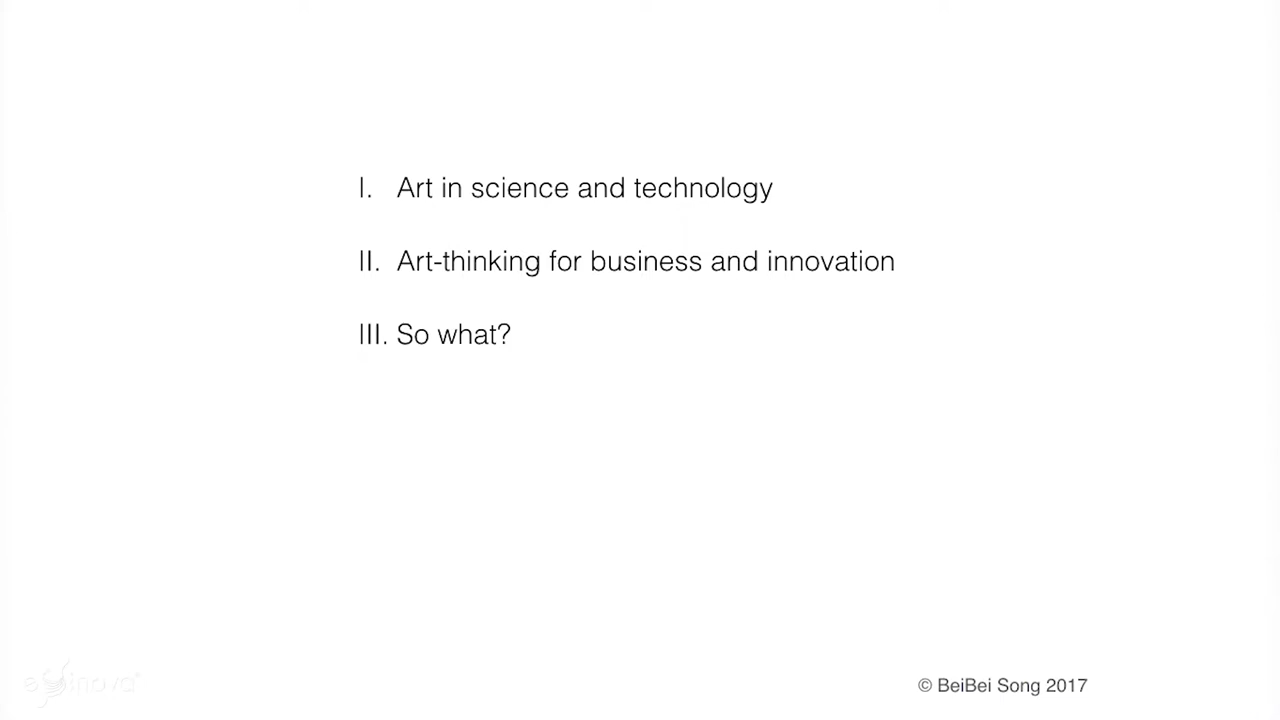 I. Art in science and technology
II. Art-thinking for business and innovation
III. So what?
© BeiBei Song 2017